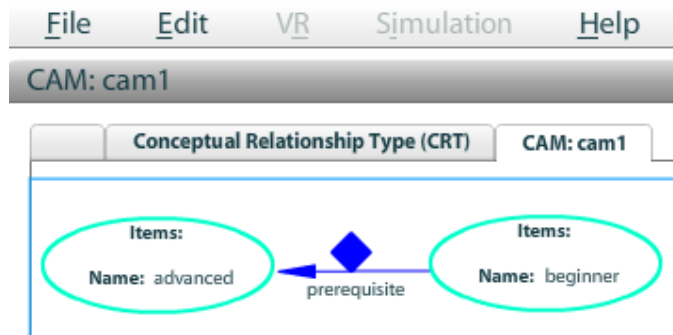 File Edit VR Simulation Help
CAM: cam1
Conceptual Relationship Type (CRT) CAM: cam1
Items: Items:
Name: advanced Name: beginner
prerequisite